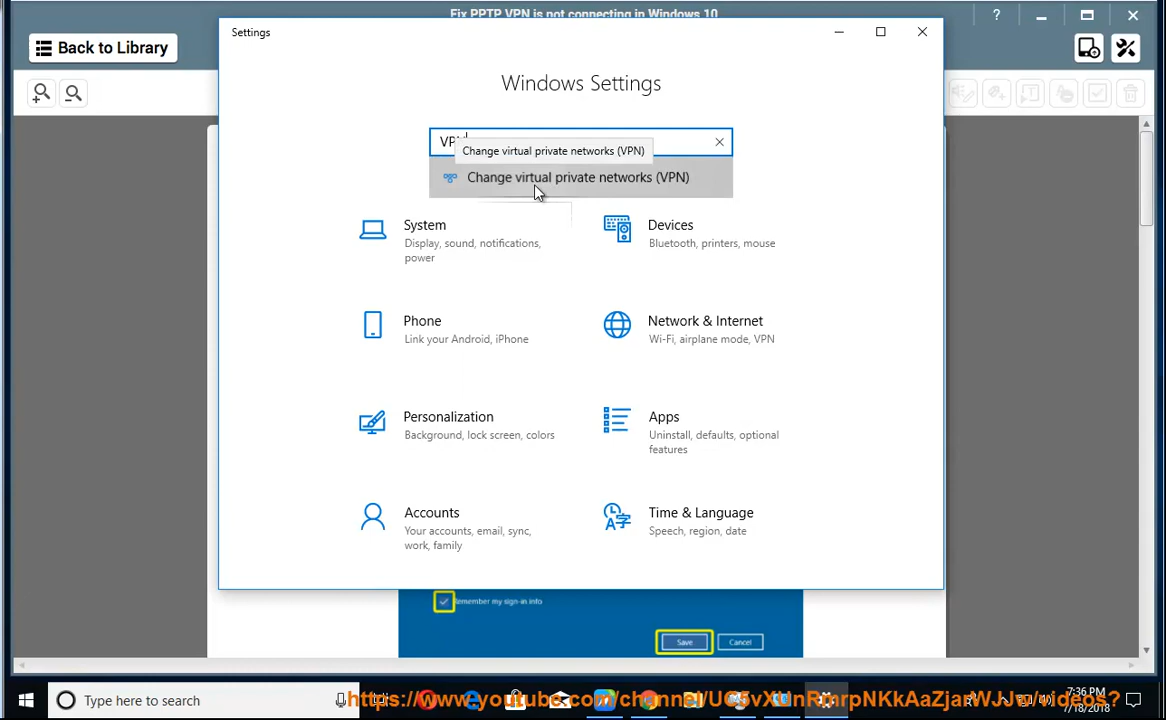 Fix PPTP VPN is not connecting in Windows 10
Back to Library
Settings
Windows Settings
VPN
Change virtual private networks (VPN)
Change virtual private networks (VPN)
System
Display, sound, notifications,
power
Devices
Bluetooth, printers, mouse
Phone
Link your Android, iPhone
Network & Internet
Wi-Fi, airplane mode, VPN
Personalization
Background, lock screen, colors
Apps
Uninstall, defaults, optional
features
Accounts
Your accounts, email, sync,
work, family
Time & Language
Speech, region, date
Remember my sign-in info
Save
Cancel
Type here to search
7:36 PM
7/18/2018